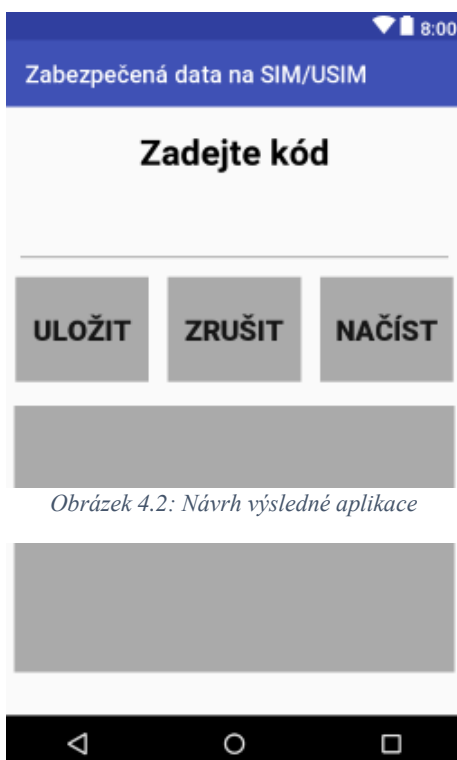 8:00
Zabezpečená data na SIM/USIM
Zadejte kód
ULOŽIT ZRUŠIT NAČÍST
Obrázek 4.2: Návrh výsledné aplikace